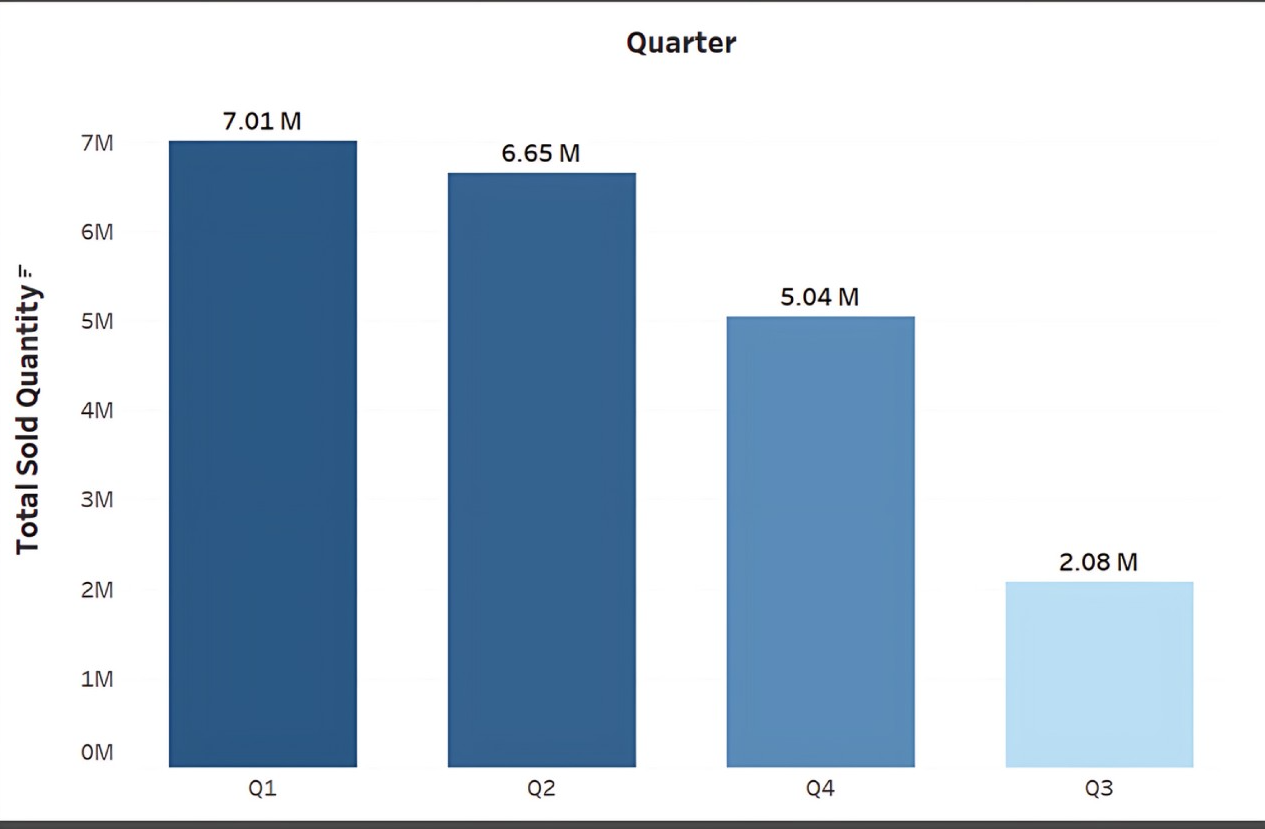 Quarter
7.01 M
6.65 M
5.04 M
2.08 M
7M
6M
5M
4M
3M
2M
1M
0M
Total Sold Quantity
Q1 Q2 Q4 Q3